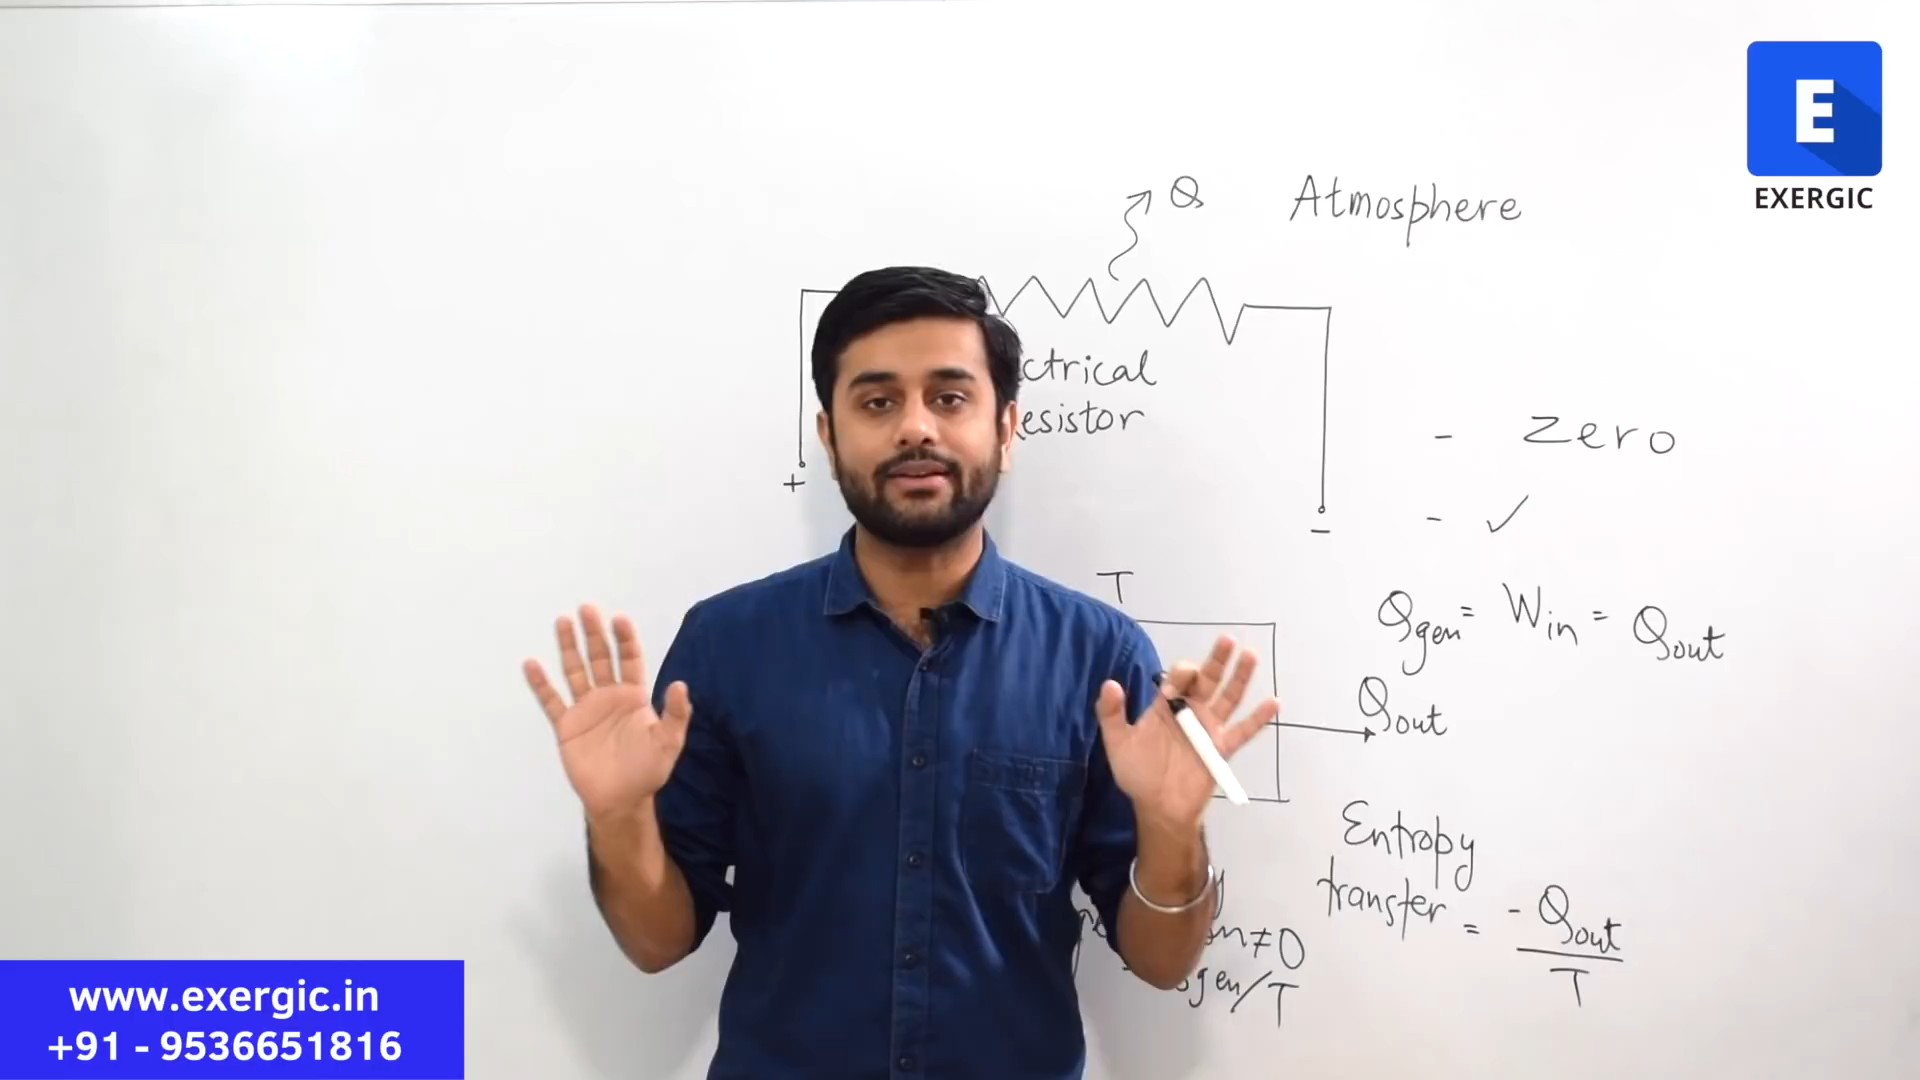 E
EXERGIC
Q
Atmosphere
ctrical
esistor
+
-
- Zero
- ✓
T
Qgen = Win = Qout
Qout
Entropy
transfer = - Qout
T
n ≠ 0
gen/T
www.exergic.in
+91 - 9536651816